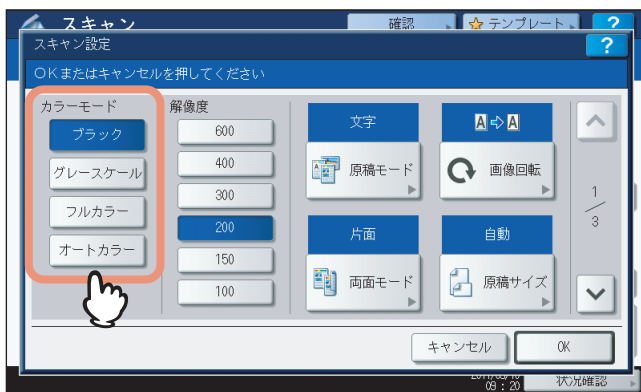 スキャン
確認
テンプレート
?
スキャン設定
?
OKまたはキャンセルを押してください
カラーモード
ブラック
グレースケール
フルカラー
オートカラー
解像度
600
400
300
200
150
100
文字
原稿モード
A⇨A
画像回転
片面
両面モード
自動
原稿サイズ
1
3
キャンセル
OK
09:20
状況確認